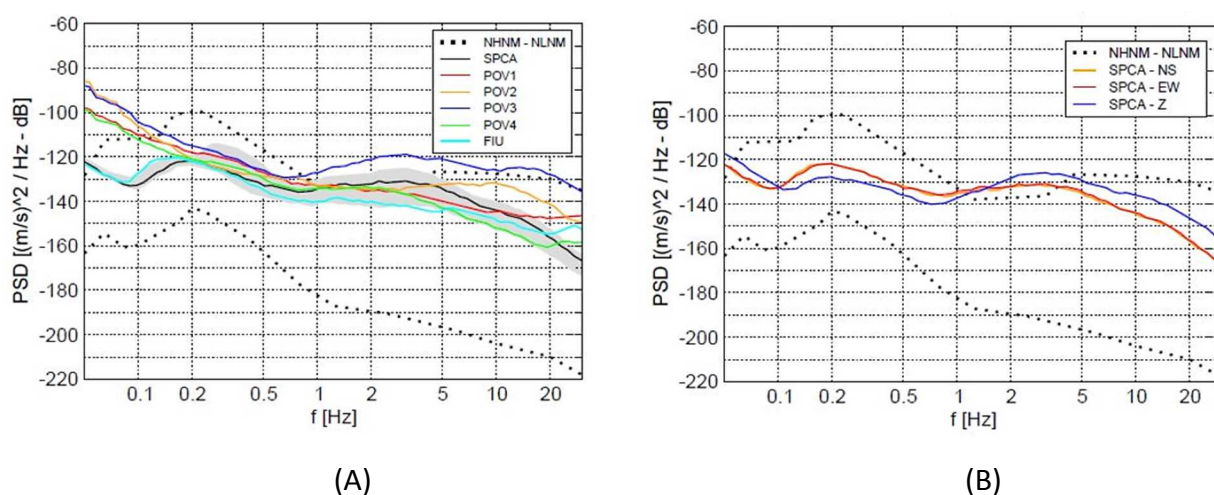 -60
-80
-100
-120
-140
-160
-180
-200
-220
PSD [(m/s)^2 / Hz - dB]
NHNM - NLNM
SPCA
POV1
POV2
POV3
POV4
FIU
0.1 0.2 0.5 1 2 5 10 20
f [Hz]
(A)
-60
-80
-100
-120
-140
-160
-180
-200
-220
PSD [(m/s)^2 / Hz - dB]
NHNM - NLNM
SPCA - NS
SPCA - EW
SPCA - Z
0.1 0.2 0.5 1 2 5 10 20
f [Hz]
(B)